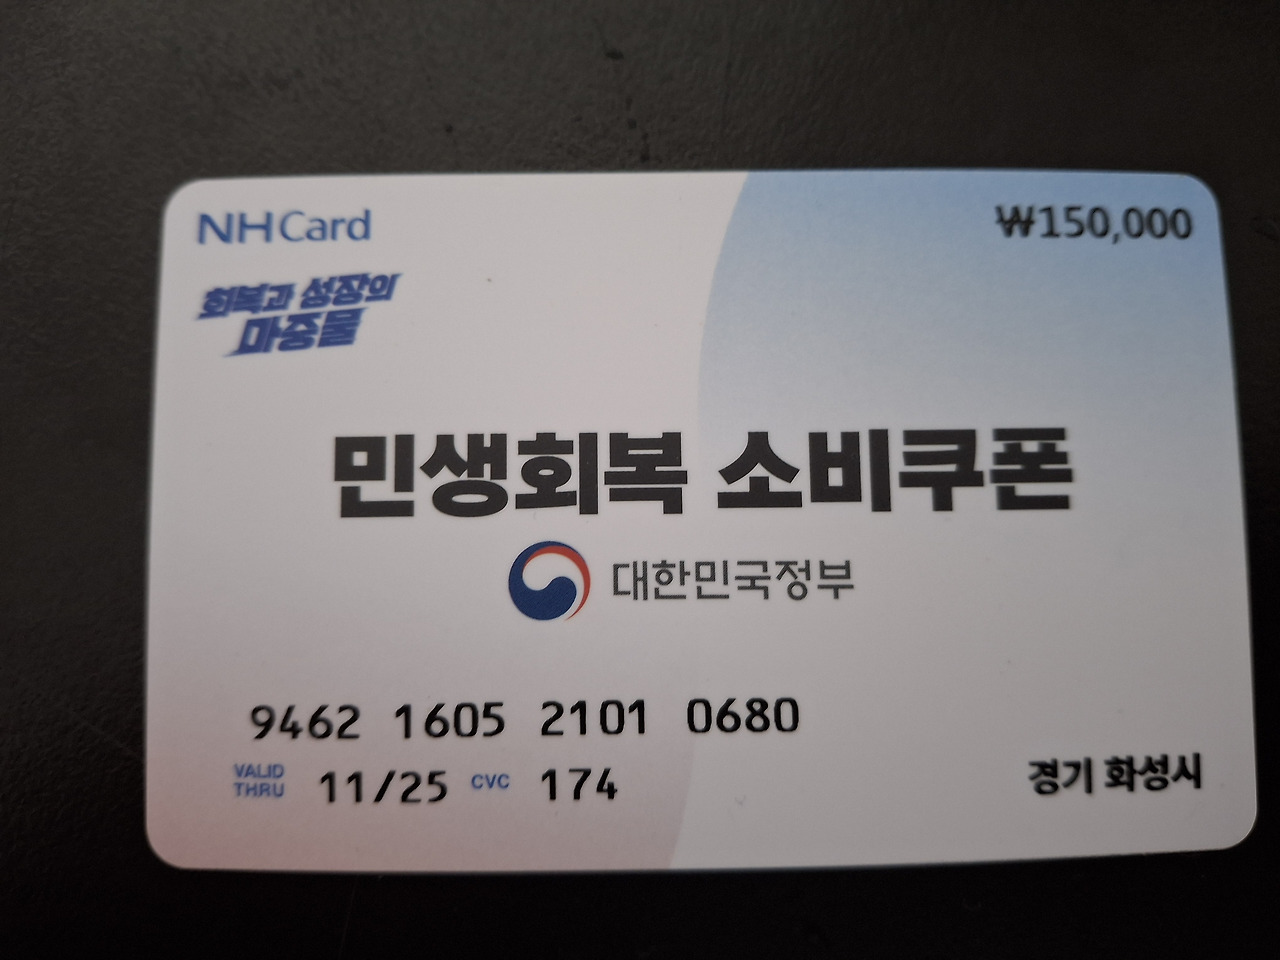 NHCard
₩150,000
회복과 성장의
마중물
민생회복 소비쿠폰
대한민국정부
9462 1605 2101 0680
VALID THRU 11/25 CVC 174
경기 화성시